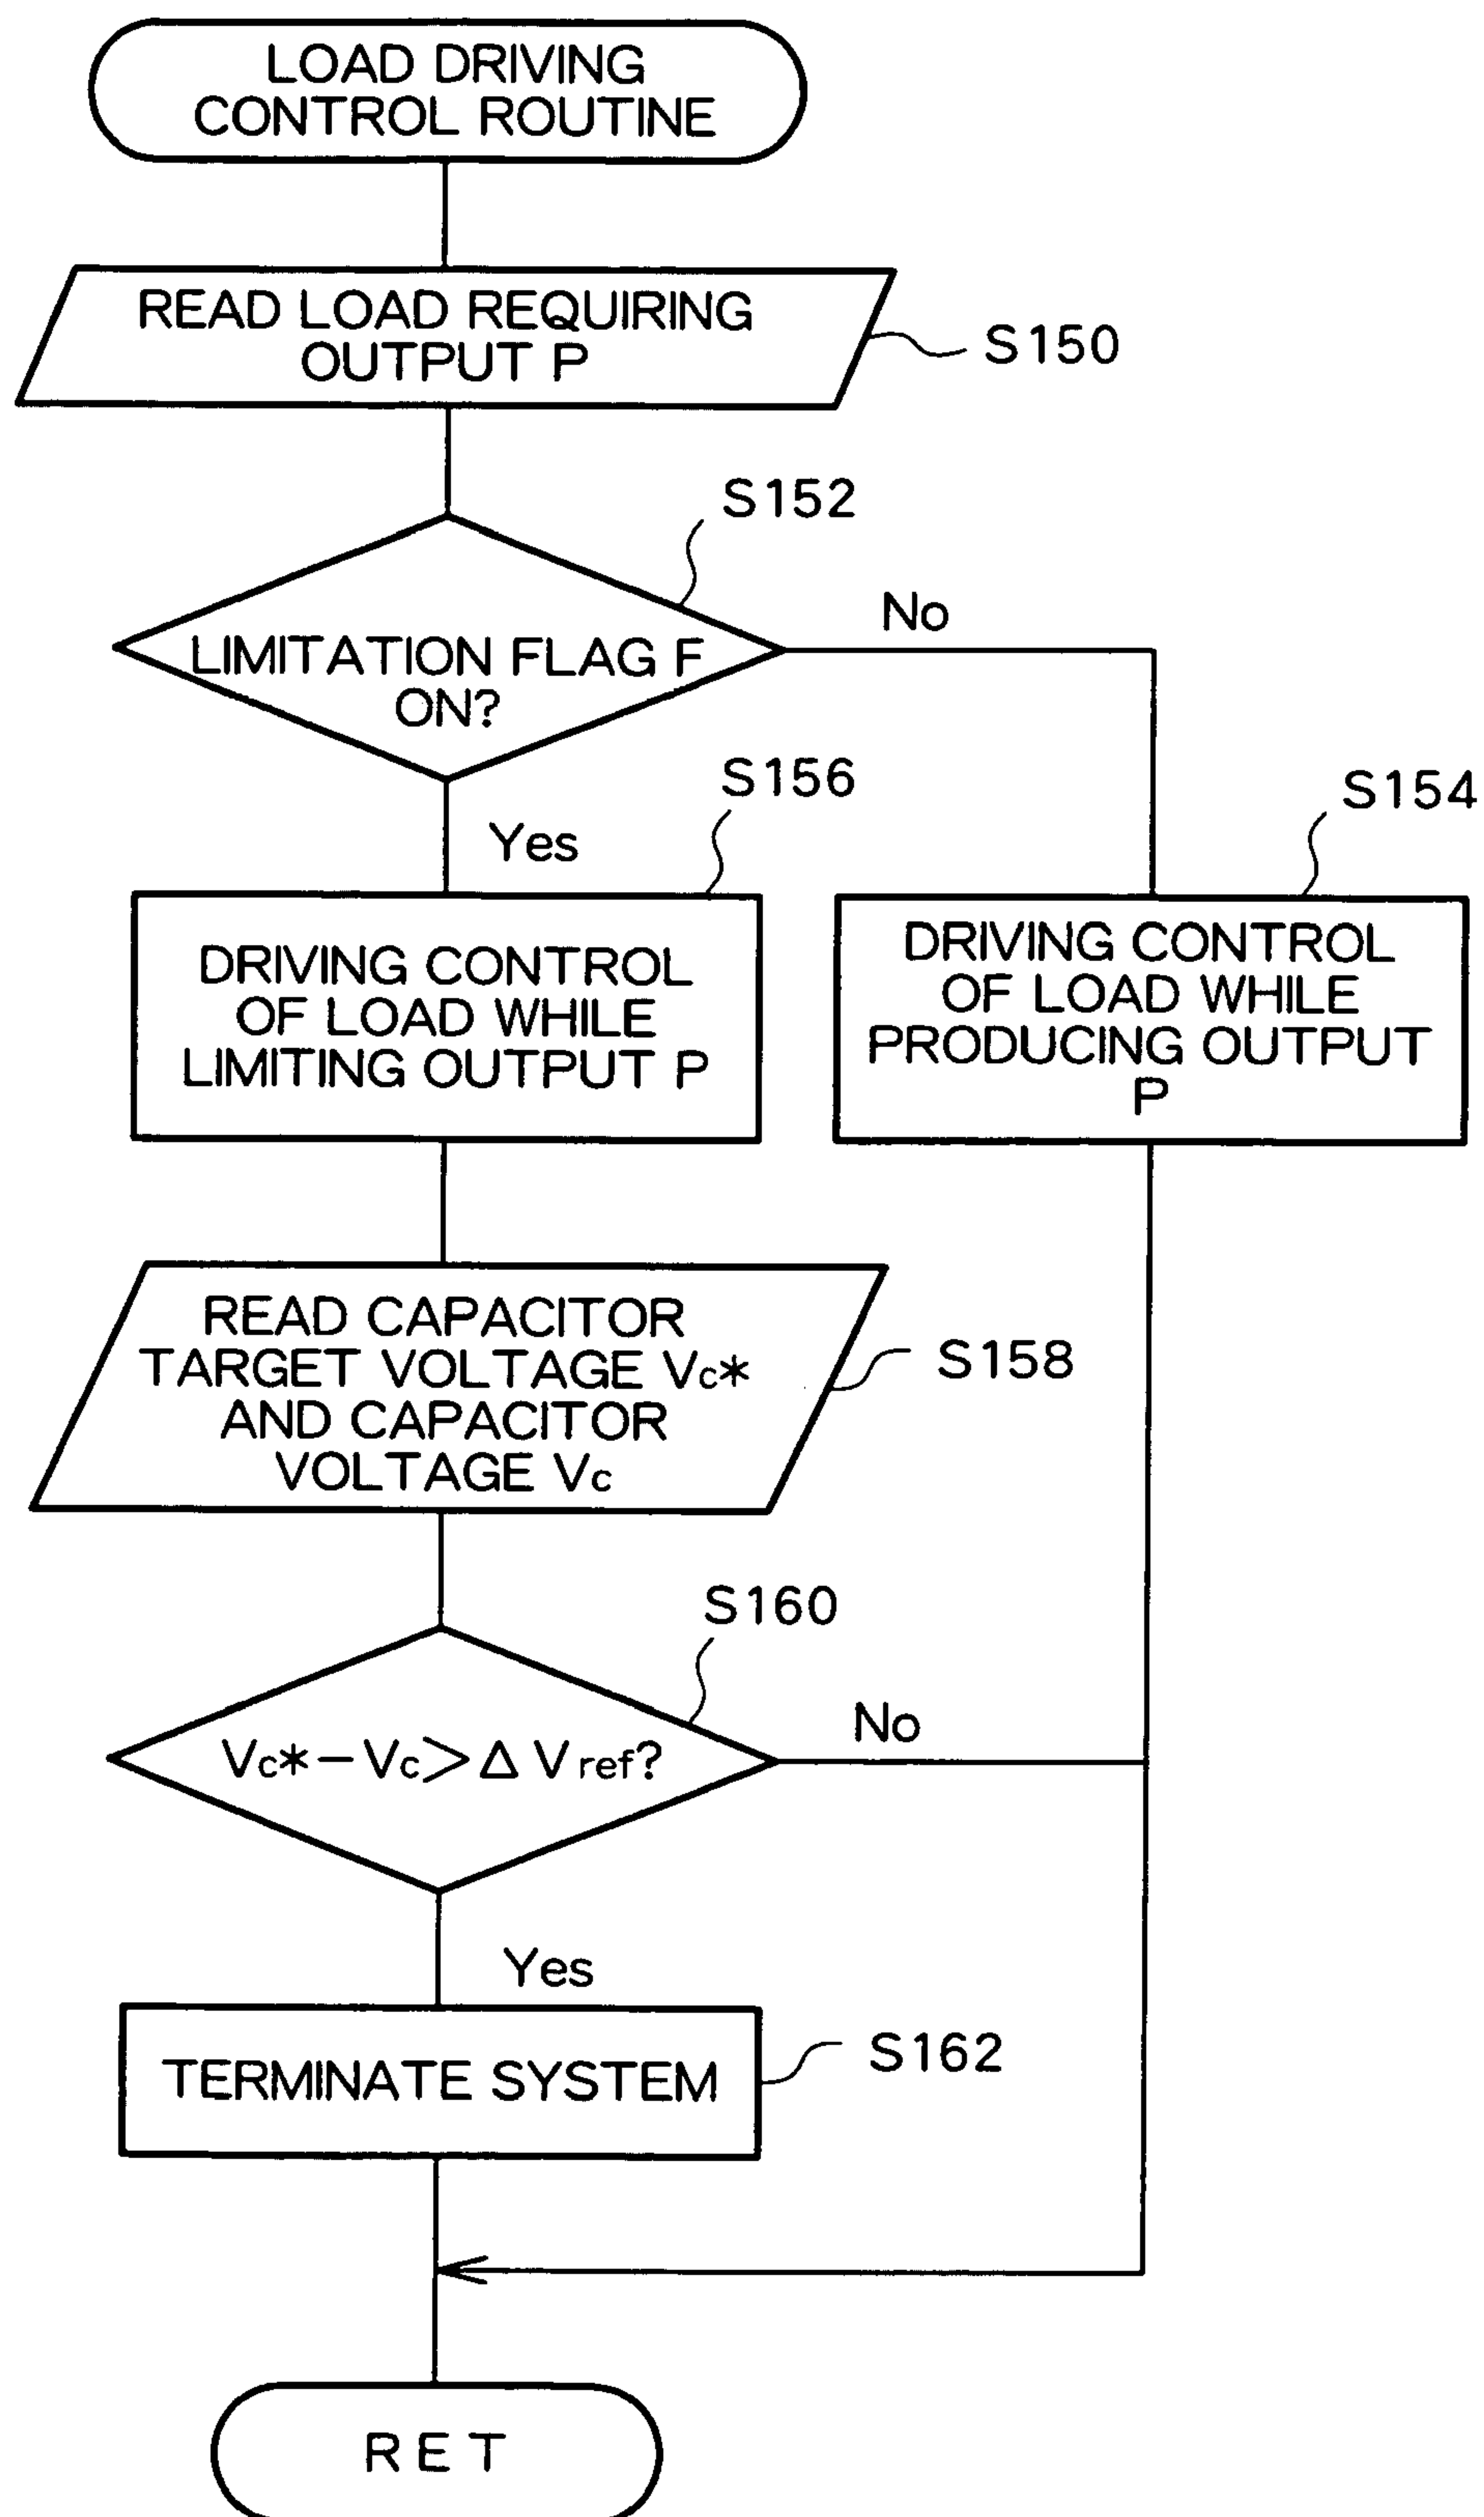 LOAD DRIVING
CONTROL ROUTINE
READ LOAD REQUIRING
OUTPUT P
S150
S152
LIMITATION FLAG F
ON?
No
Yes
S156
S154
DRIVING CONTROL
OF LOAD WHILE
LIMITING OUTPUT P
DRIVING CONTROL
OF LOAD WHILE
PRODUCING OUTPUT
P
READ CAPACITOR
TARGET VOLTAGE Vc*
AND CAPACITOR
VOLTAGE Vc
S158
S160
Vc*-Vc>Δ Vref?
No
Yes
TERMINATE SYSTEM
S162
RET